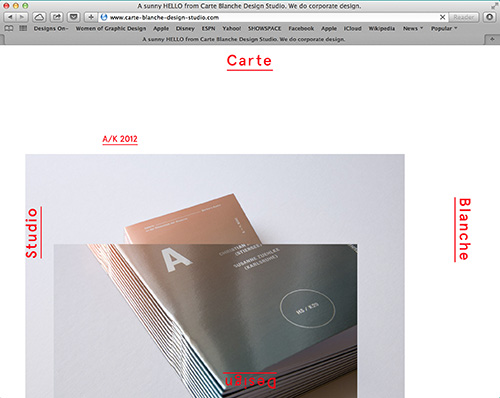 A sunny HELLO from Carte Blanche Design Studio. We do corporate design.
www.carte-blanche-design-studio.com
Reader
Designs On- Women of Graphic Design Apple Disney ESPN Yahoo! SHOWSPACE Facebook Apple iCloud Wikipedia News Popular
A sunny HELLO from Carte Blanche Design Studio. We do corporate design.
Carte
A/K 2012
Studio
Blanche
A
Design